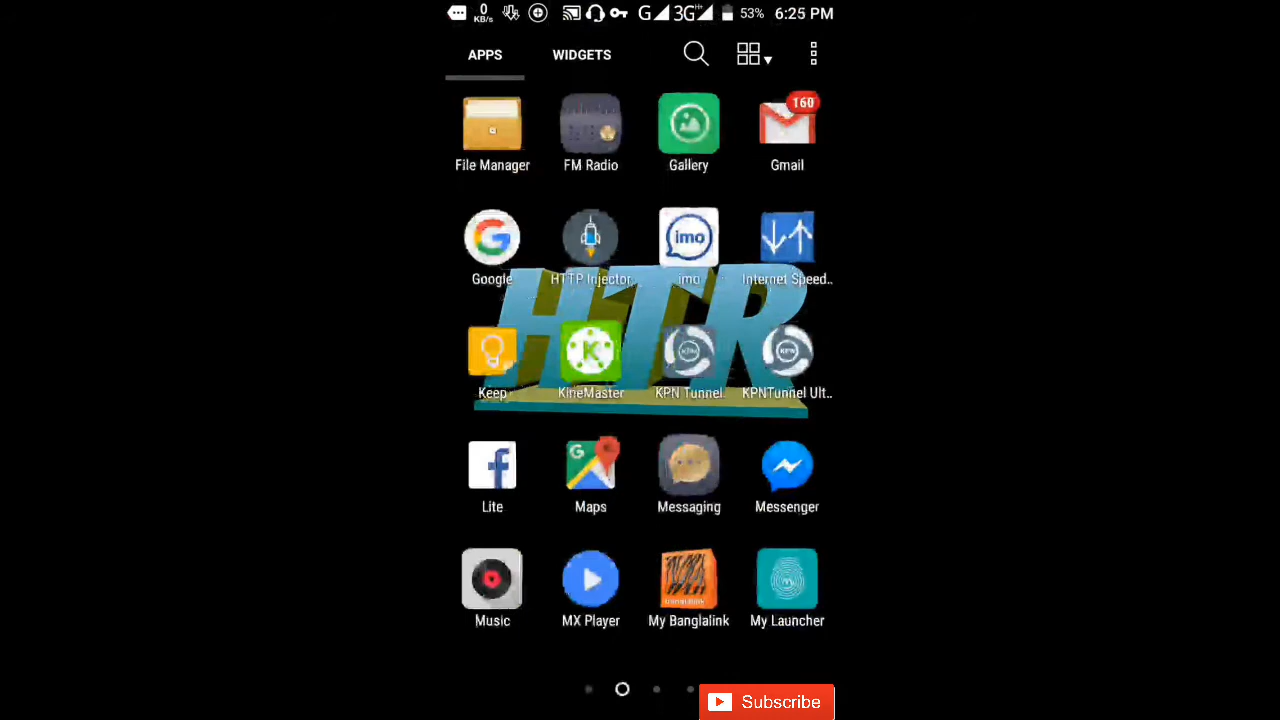 0 KB/s G 3G H+ 53% 6:25 PM
APPS WIDGETS
160
File Manager FM Radio Gallery Gmail
imo
Google HTTP Injector imo Internet Speed..
HTR
K KPN KPN
Keep KineMaster KPN Tunnel KPNTunnel Ult..
Lite Maps Messaging Messenger
Music MX Player My Banglalink My Launcher
Subscribe